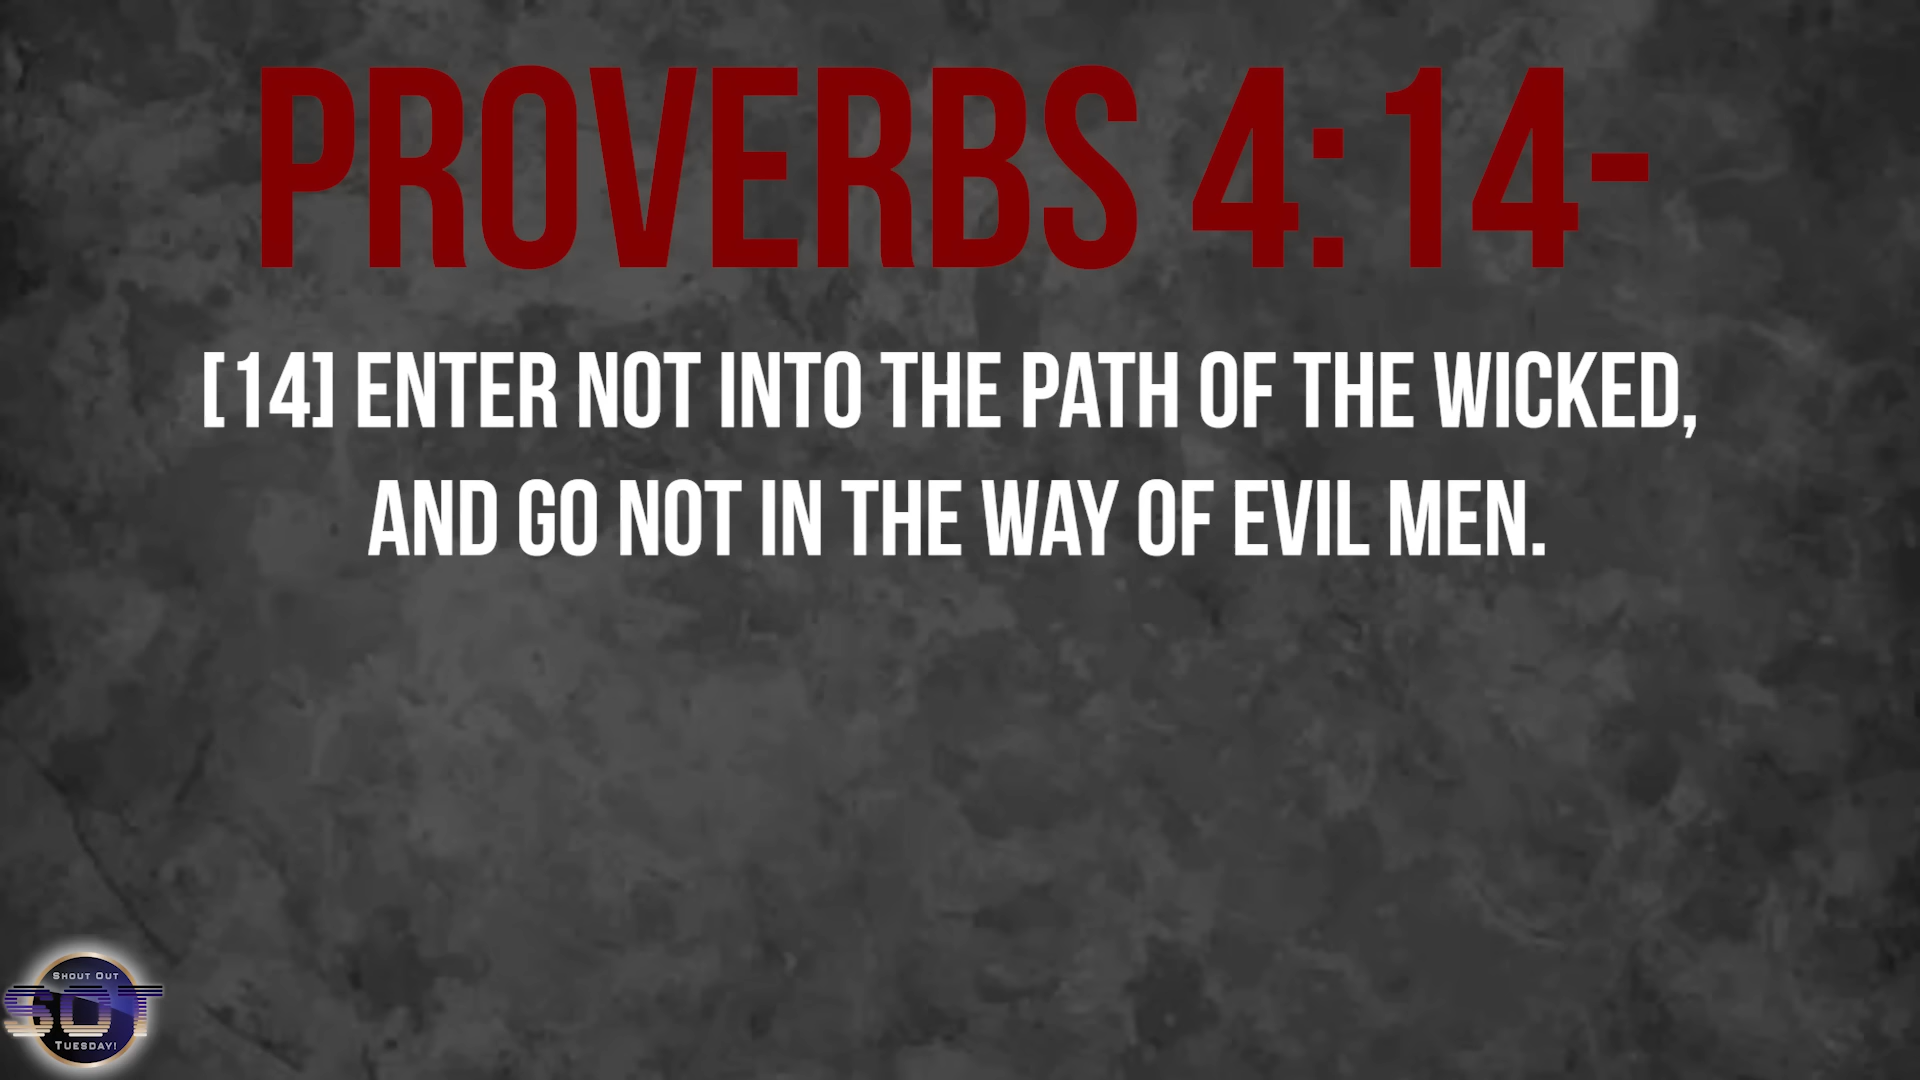 PROVERBS 4:14-
[14] ENTER NOT INTO THE PATH OF THE WICKED,
AND GO NOT IN THE WAY OF EVIL MEN.
SHOUT OUT
SOT
TUESDAY!